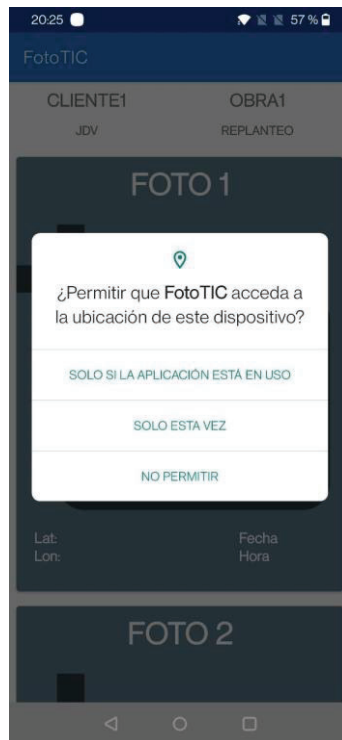 20:25 57 %
FotoTIC
CLIENTE1 OBRA1
JDV REPLANTEO
FOTO 1
¿Permitir que FotoTIC acceda a
la ubicación de este dispositivo?
SOLO SI LA APLICACIÓN ESTÁ EN USO
SOLO ESTA VEZ
NO PERMITIR
Lat: Fecha
Lon: Hora
FOTO 2